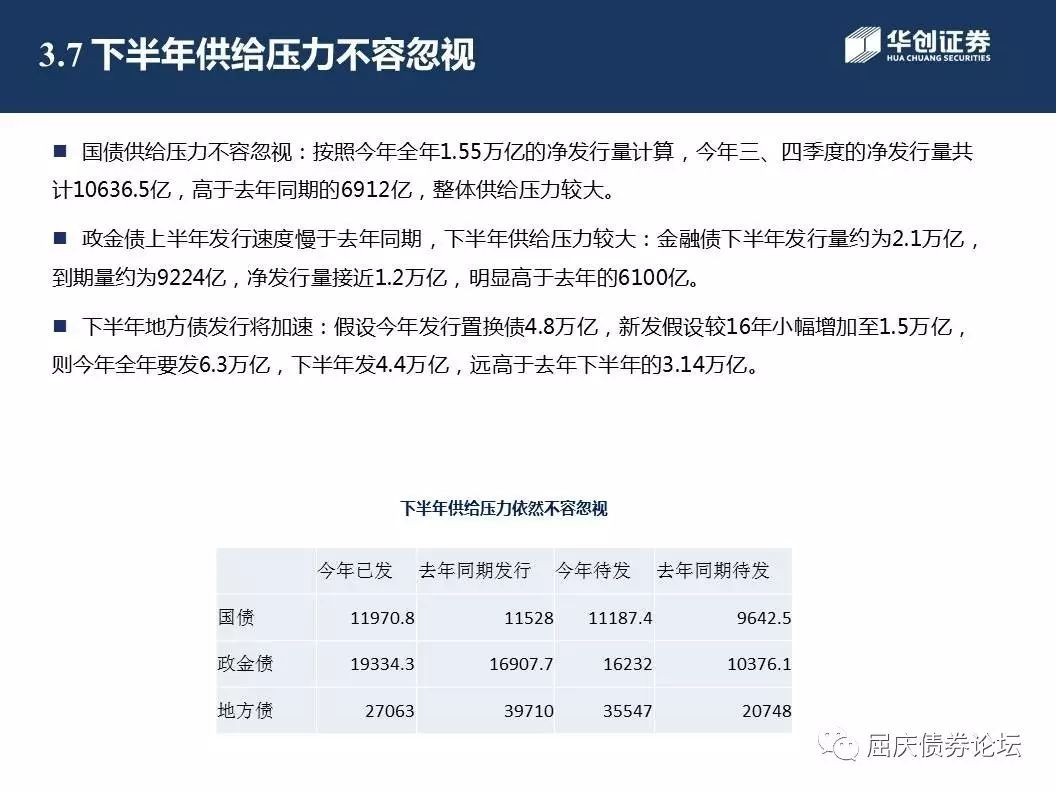 3.7 下半年供给压力不容忽视
华创证券
HUA CHUANG SECURITIES
■ 国债供给压力不容忽视：按照今年全年1.55万亿的净发行量计算，今年三、四季度的净发行量共
计10636.5亿，高于去年同期的6912亿，整体供给压力较大。
■ 政金债上半年发行速度慢于去年同期，下半年供给压力较大：金融债下半年发行量约为2.1万亿，
到期量约为9224亿，净发行量接近1.2万亿，明显高于去年的6100亿。
■ 下半年地方债发行将加速：假设今年发行置换债4.8万亿，新发假设较16年小幅增加至1.5万亿，
则今年全年要发6.3万亿，下半年发4.4万亿，远高于去年下半年的3.14万亿。
下半年供给压力依然不容忽视
今年已发 去年同期发行 今年待发 去年同期待发
国债 11970.8 11528 11187.4 9642.5
政金债 19334.3 16907.7 16232 10376.1
地方债 27063 39710 35547 20748
屈庆债券论坛